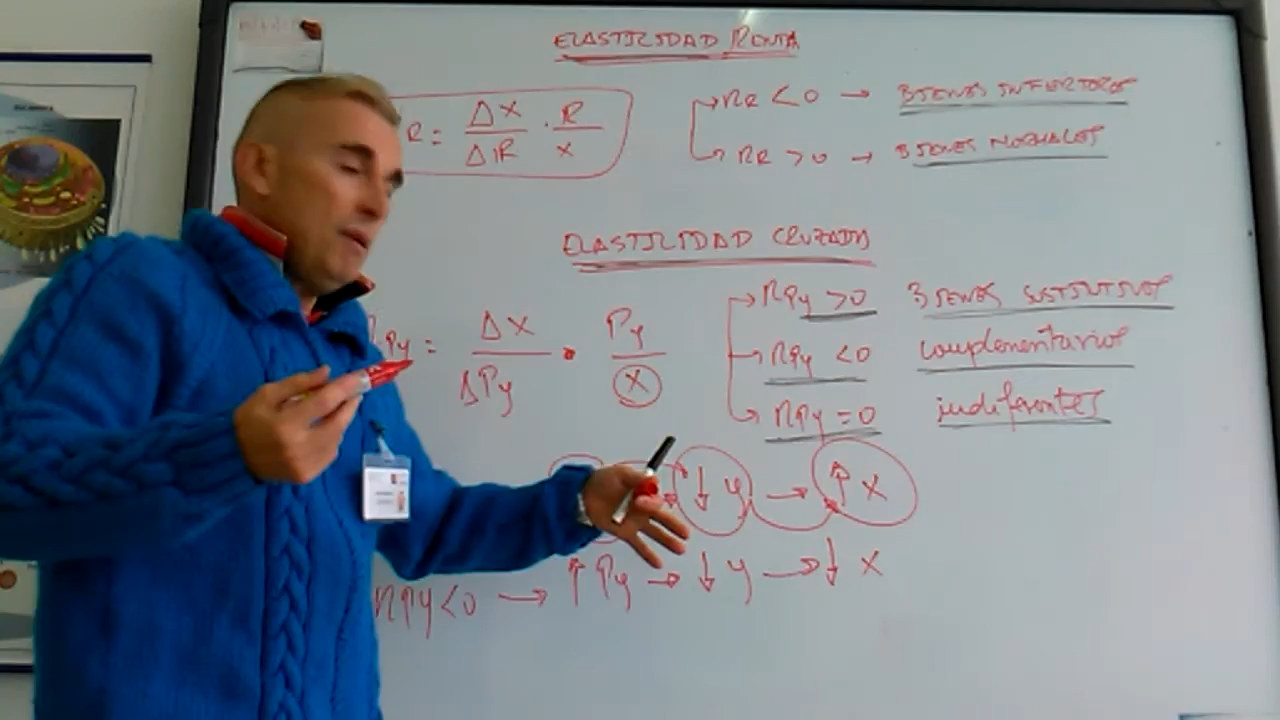 ELASTICIDAD RENTA
R = ΔX/ΔR · R/X
ηR < 0 → BIENES INFERIORES
ηR > 0 → BIENES NORMALES
ELASTICIDAD CRUZADA
ηPy = ΔX/ΔPy · Py/X
ηPy > 0 BIENES SUSTITUTIVOS
ηPy < 0 complementarios
ηPy = 0 indiferentes
↓ y → ↑ X
ηPy < 0 → ↑ Py → ↓ y → ↓ X